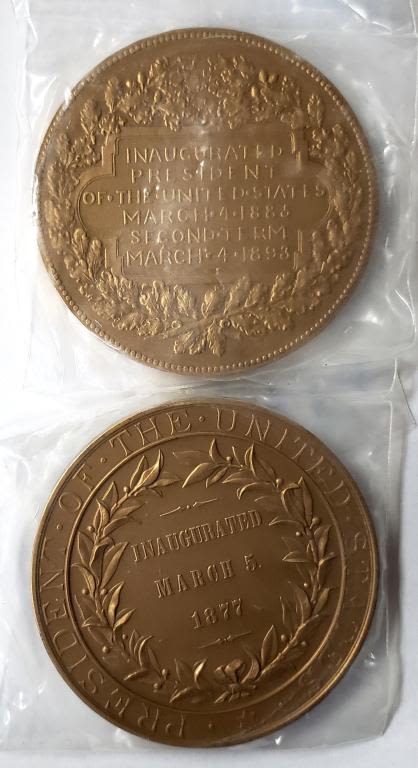 INAUGURATED
PRESIDENT
OF·THE·UNITED·STATES
MARCH·4·1885
SECOND·TERM
MARCH·4·1893
PRESIDENT·OF·THE·UNITED·STATES
INAUGURATED
MARCH 5.
1877